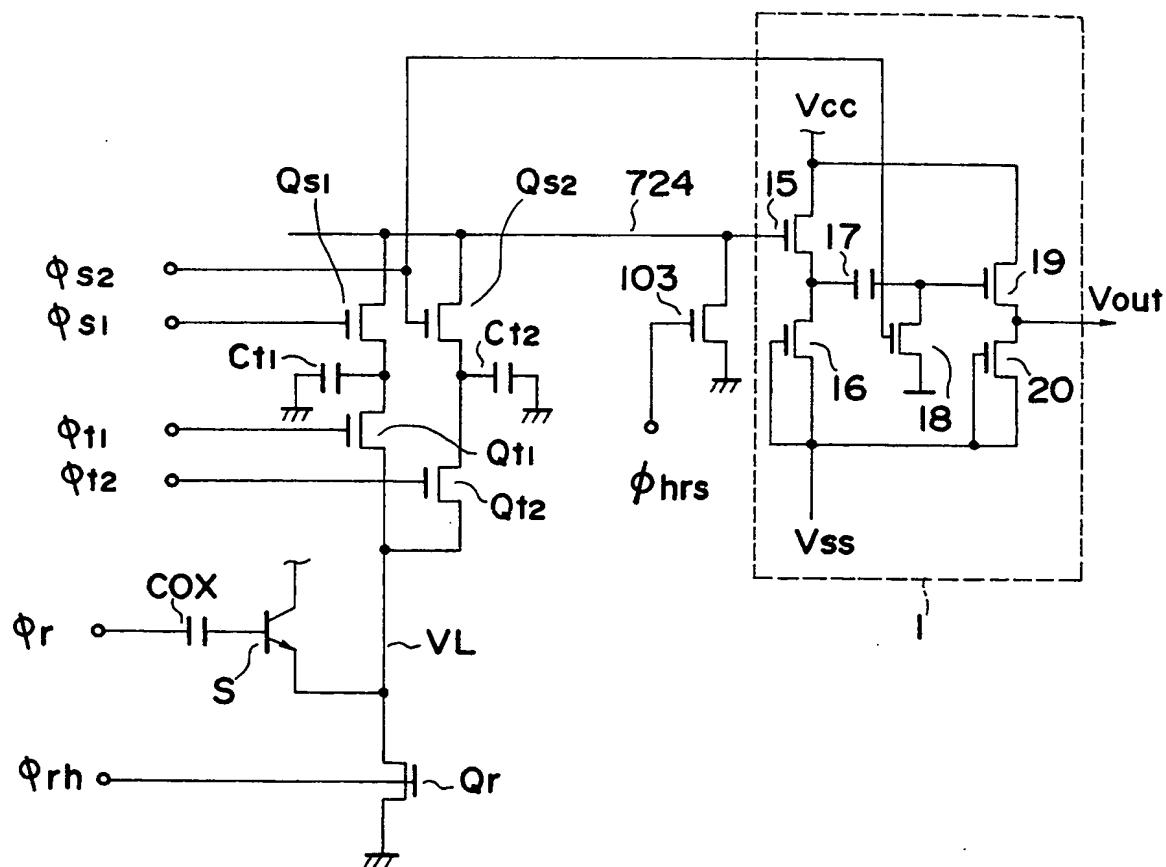 Vcc
Qs1
Qs2
724
15
17
19
φs2
φs1
103
Vout
Ct1
Ct2
16
18
20
φt1
Qt1
φt2
Qt2
φhrs
Vss
COX
φr
S
VL
1
φrh
Qr